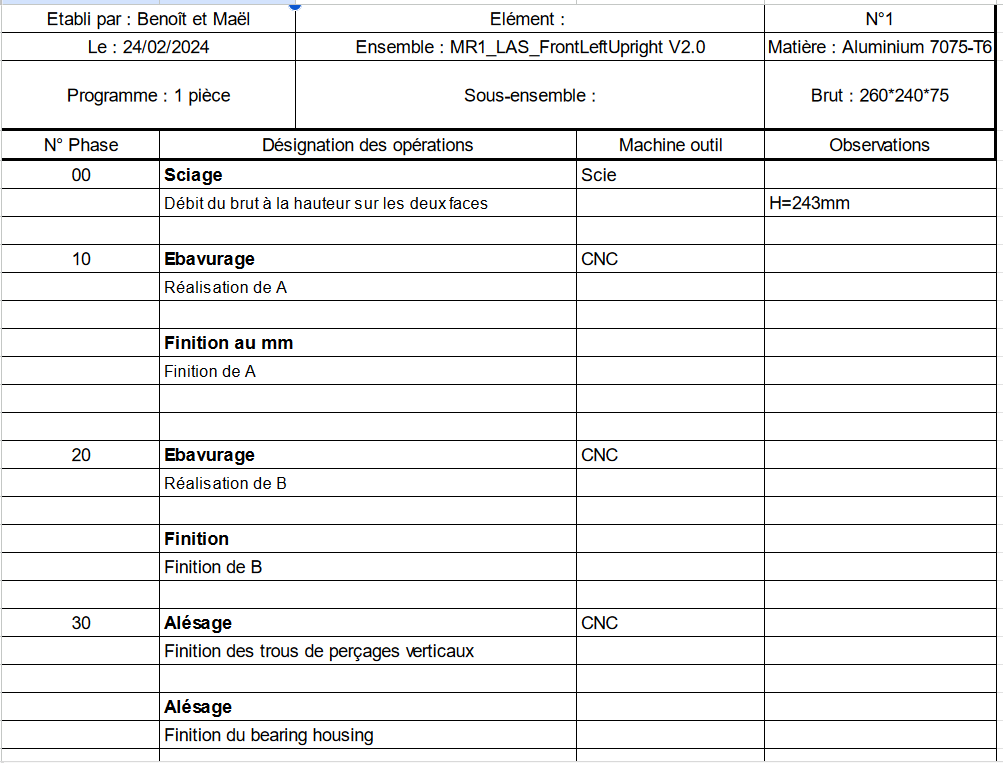 Etabli par : Benoît et Maël Elément : N°1
Le : 24/02/2024 Ensemble : MR1_LAS_FrontLeftUpright V2.0 Matière : Aluminium 7075-T6
Programme : 1 pièce Sous-ensemble : Brut : 260*240*75
N° Phase Désignation des opérations Machine outil Observations
00 Sciage Scie
Débit du brut à la hauteur sur les deux faces H=243mm
10 Ebavurage CNC
Réalisation de A
Finition au mm
Finition de A
20 Ebavurage CNC
Réalisation de B
Finition
Finition de B
30 Alésage CNC
Finition des trous de perçages verticaux
Alésage
Finition du bearing housing